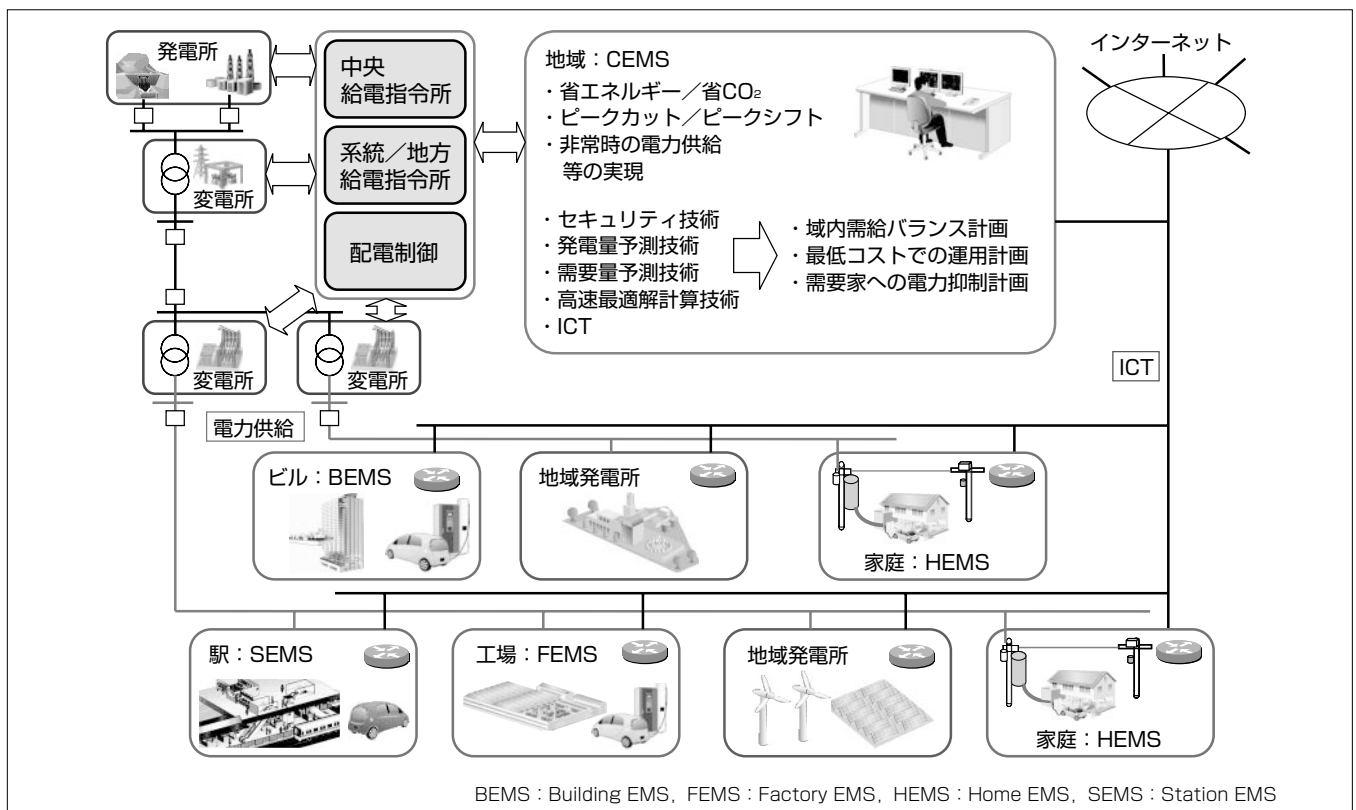 発電所
中央
給電指令所
系統／地方
給電指令所
配電制御
変電所
変電所
変電所
電力供給
地域：CEMS
・省エネルギー／省CO₂
・ピークカット／ピークシフト
・非常時の電力供給
等の実現
・セキュリティ技術
・発電量予測技術
・需要量予測技術
・高速最適解計算技術
・ICT
・域内需給バランス計画
・最低コストでの運用計画
・需要家への電力抑制計画
インターネット
ICT
ビル：BEMS
地域発電所
家庭：HEMS
駅：SEMS
工場：FEMS
地域発電所
家庭：HEMS
BEMS：Building EMS，FEMS：Factory EMS，HEMS：Home EMS，SEMS：Station EMS